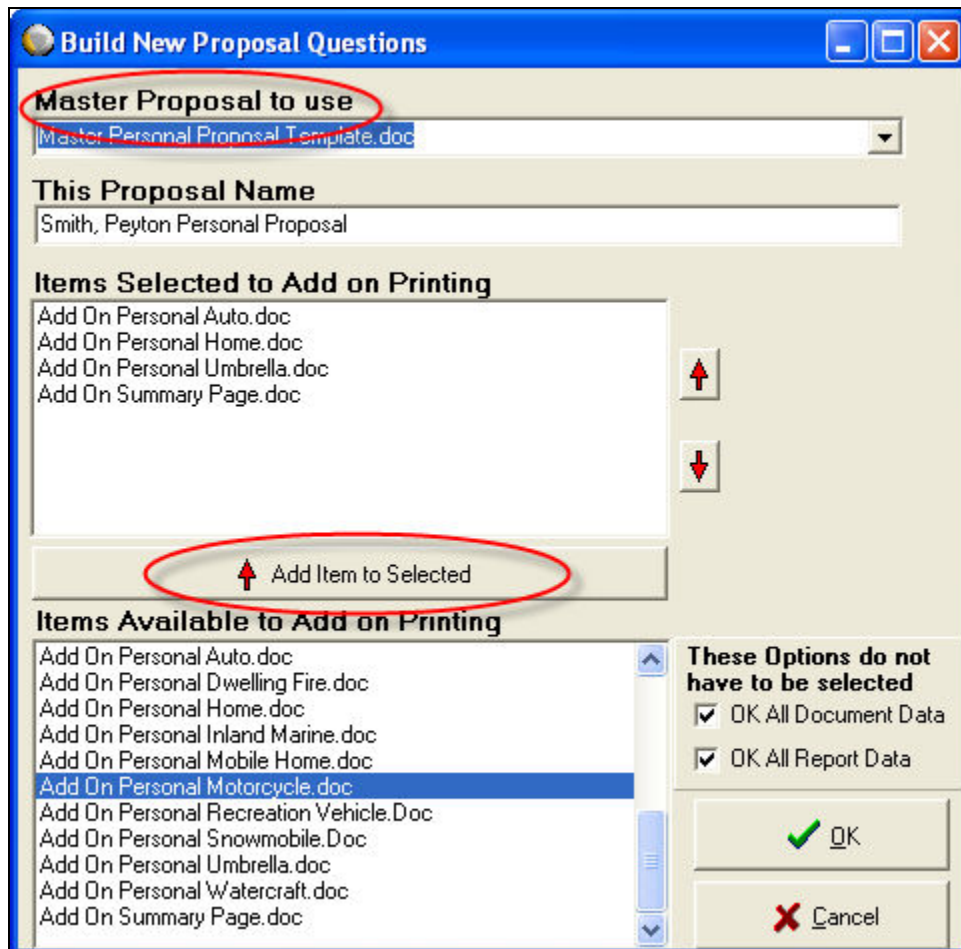 Build New Proposal Questions
Master Proposal to use
Master Personal Proposal Template.doc
This Proposal Name
Smith, Peyton Personal Proposal
Items Selected to Add on Printing
Add On Personal Auto.doc
Add On Personal Home.doc
Add On Personal Umbrella.doc
Add On Summary Page.doc
Add Item to Selected
Items Available to Add on Printing
Add On Personal Auto.doc
Add On Personal Dwelling Fire.doc
Add On Personal Home.doc
Add On Personal Inland Marine.doc
Add On Personal Mobile Home.doc
Add On Personal Motorcycle.doc
Add On Personal Recreation Vehicle.Doc
Add On Personal Snowmobile.Doc
Add On Personal Umbrella.doc
Add On Personal Watercraft.doc
Add On Summary Page.doc
These Options do not
have to be selected
OK All Document Data
OK All Report Data
OK
Cancel